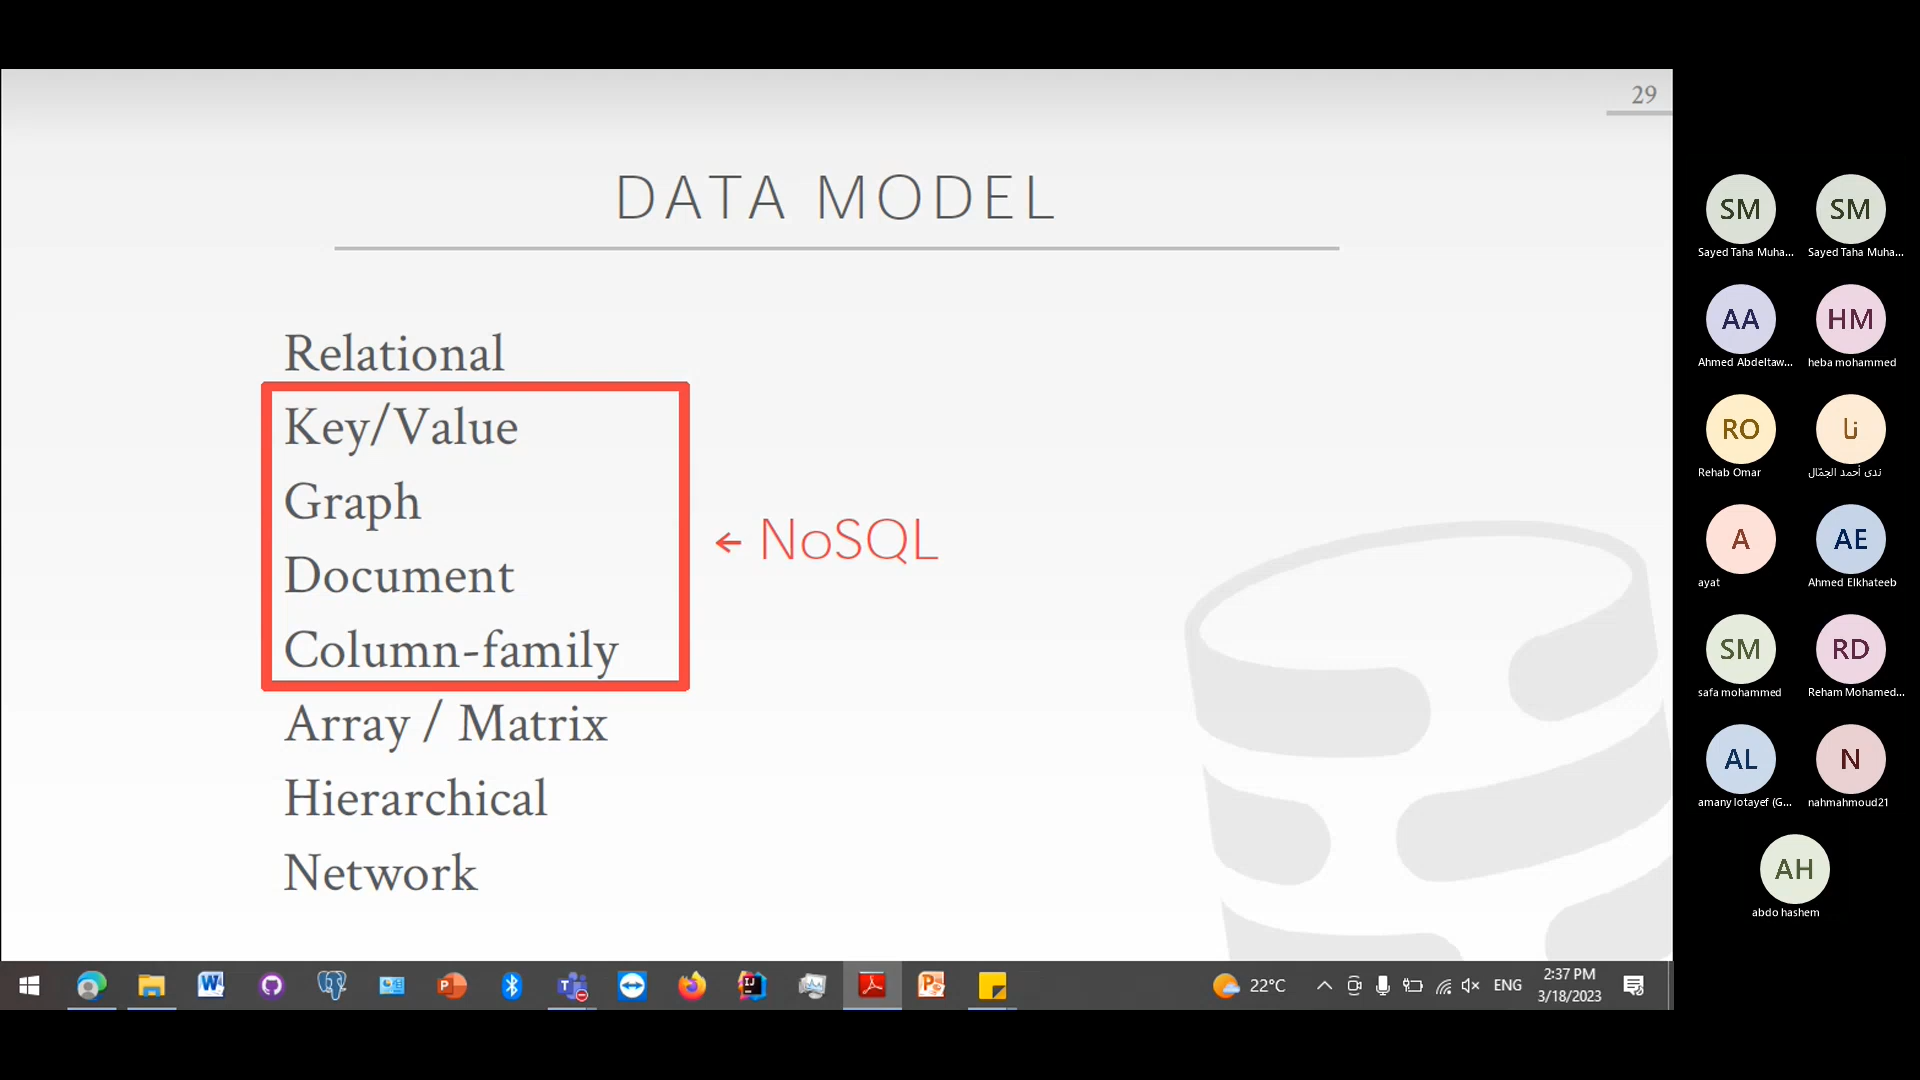 29
DATA MODEL
Relational
Key/Value
Graph
Document
Column-family
← NoSQL
Array / Matrix
Hierarchical
Network
SM
Sayed Taha Muha...
SM
Sayed Taha Muha...
AA
Ahmed Abdeltaw...
HM
heba mohammed
RO
Rehab Omar
نا
ندى أحمد الجمّال
A
ayat
AE
Ahmed Elkhateeb
SM
safa mohammed
RD
Reham Mohamed...
AL
amany lotayef (G...
N
nahmahmoud21
AH
abdo hashem
22°C
ENG
2:37 PM
3/18/2023